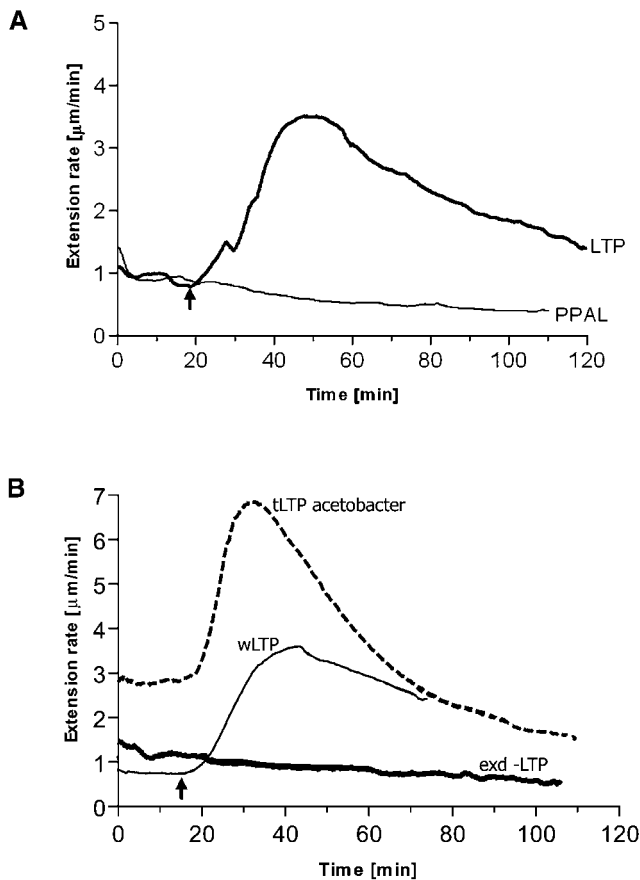 A
5
4
3
2
1
0
Extension rate [μm/min]
LTP
PPAL
0 20 40 60 80 100 120
Time [min]
B
7
6
5
4
3
2
1
0
Extension rate [μm/min]
tLTP acetobacter
wLTP
exd -LTP
0 20 40 60 80 100 120
Time [min]